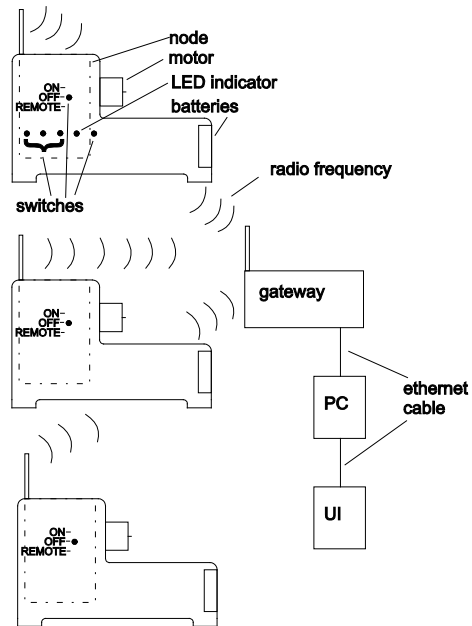 node
motor
LED indicator
batteries
ON
OFF
REMOTE
switches
radio frequency
gateway
ON
OFF
REMOTE
ethernet
cable
PC
UI
ON
OFF
REMOTE